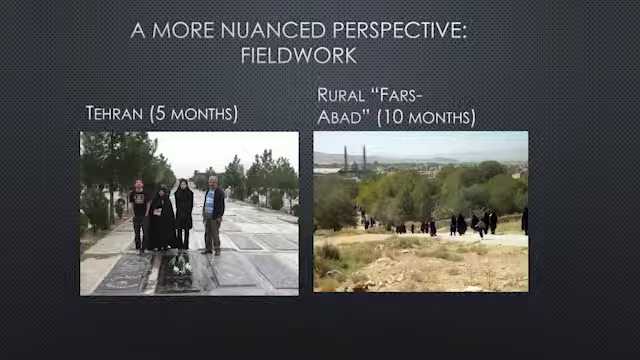 A MORE NUANCED PERSPECTIVE:
FIELDWORK
TEHRAN (5 MONTHS)
RURAL “FARS-
ABAD” (10 MONTHS)